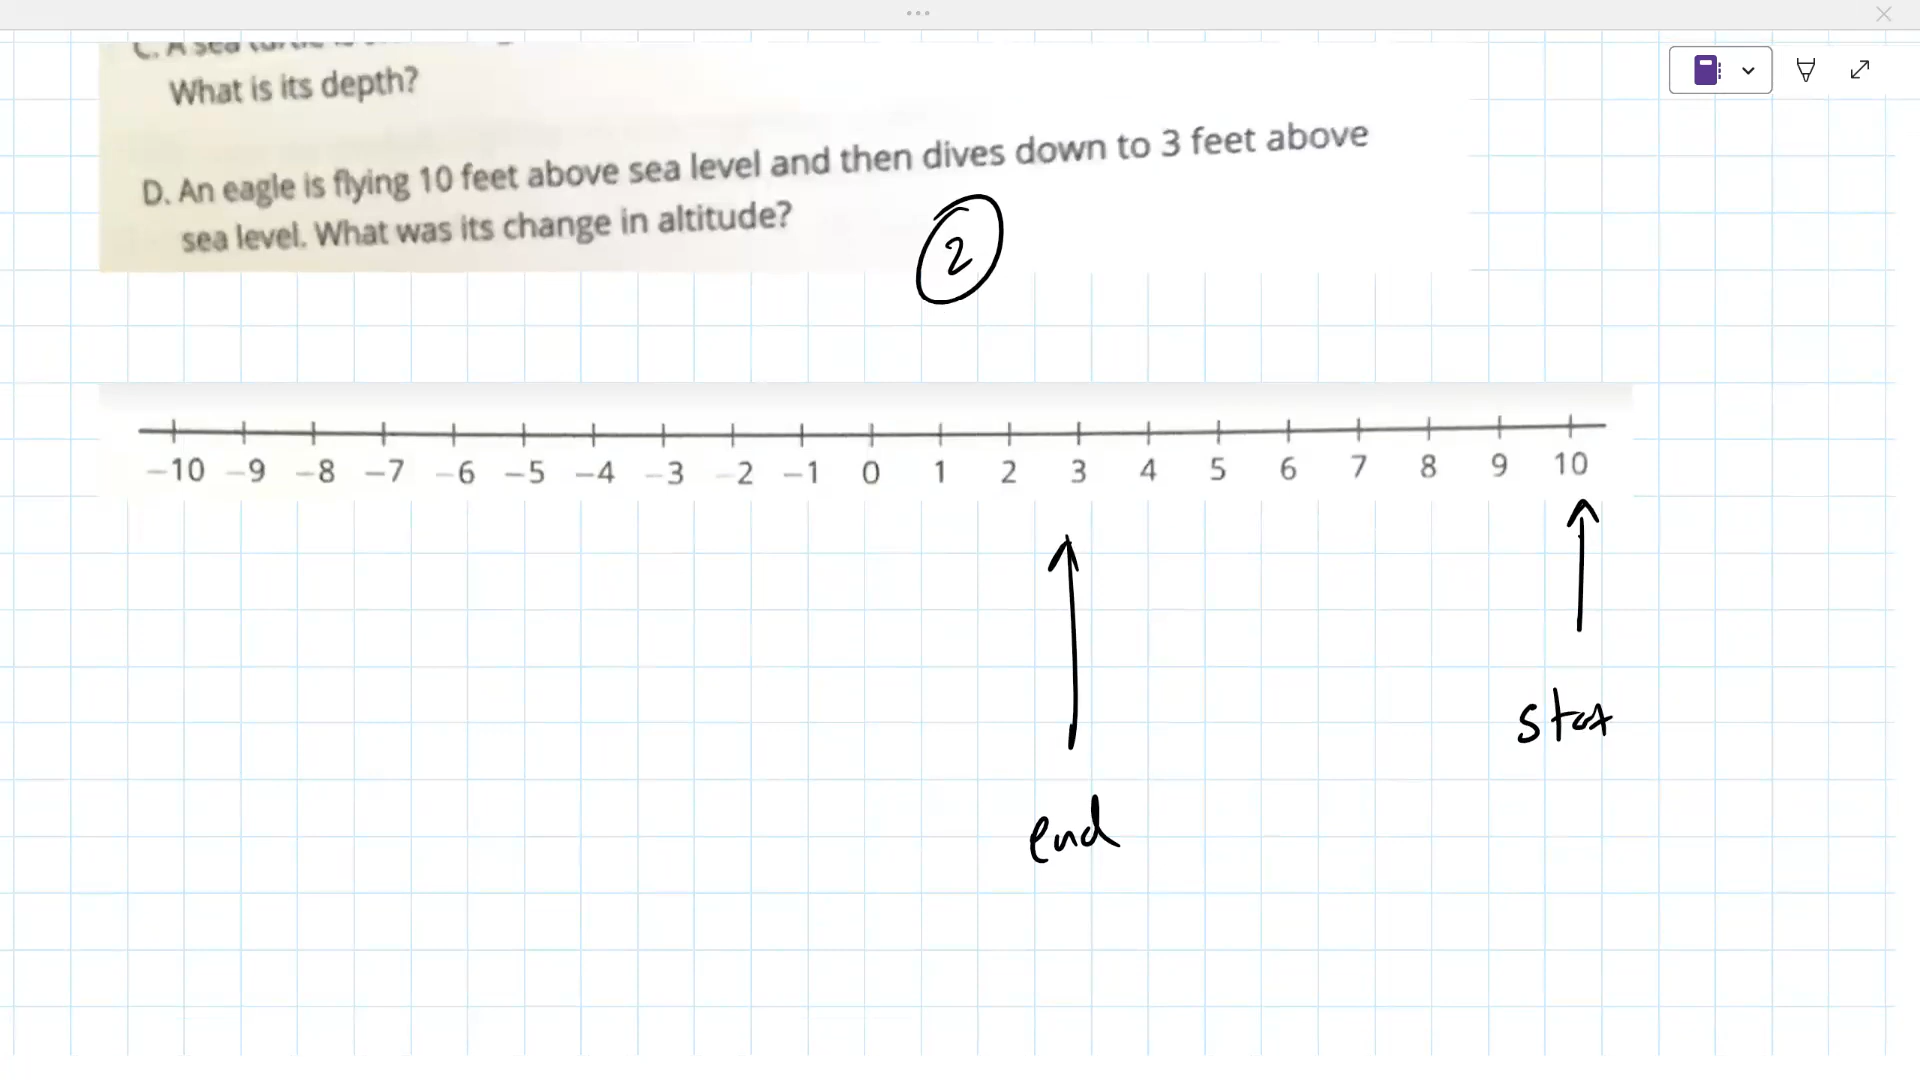 What is its depth?
D. An eagle is flying 10 feet above sea level and then dives down to 3 feet above
sea level. What was its change in altitude?
2
−10 −9 −8 −7 −6 −5 −4 −3 −2 −1 0 1 2 3 4 5 6 7 8 9 10
end